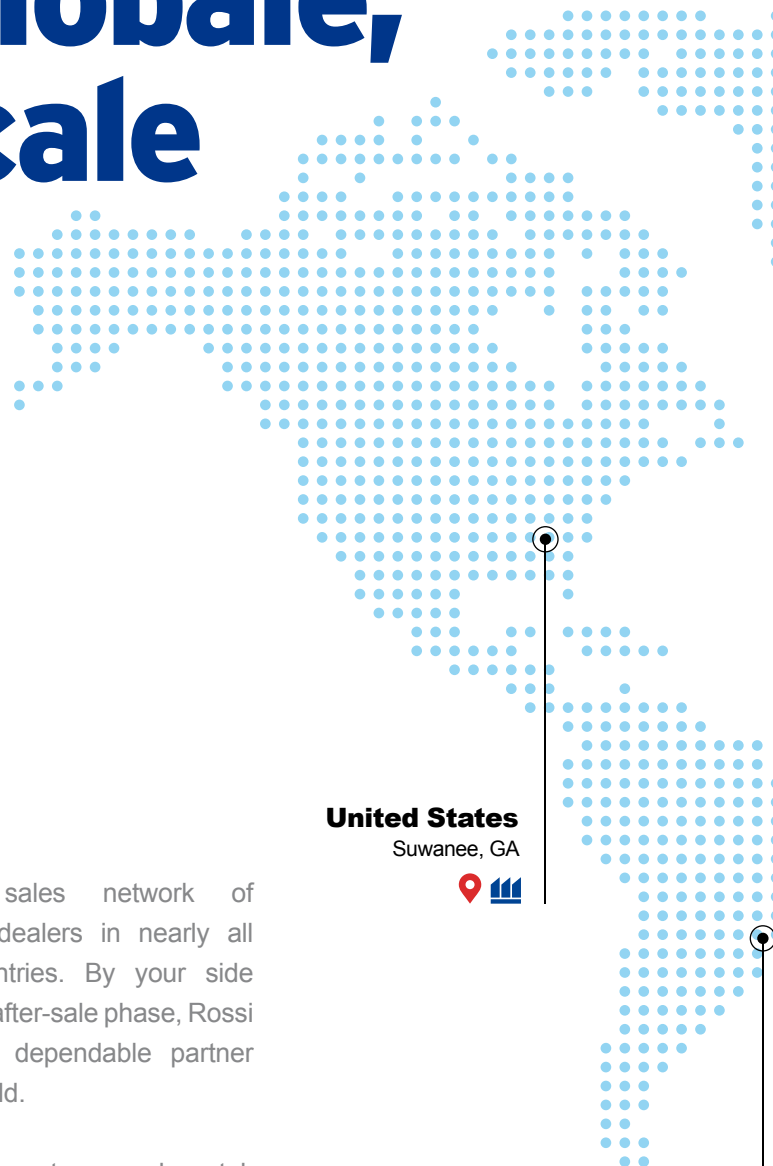 lobale,
cale
United States
Suwanee, GA
sales network of
dealers in nearly all
ntries. By your side
after-sale phase, Rossi
dependable partner
ld.